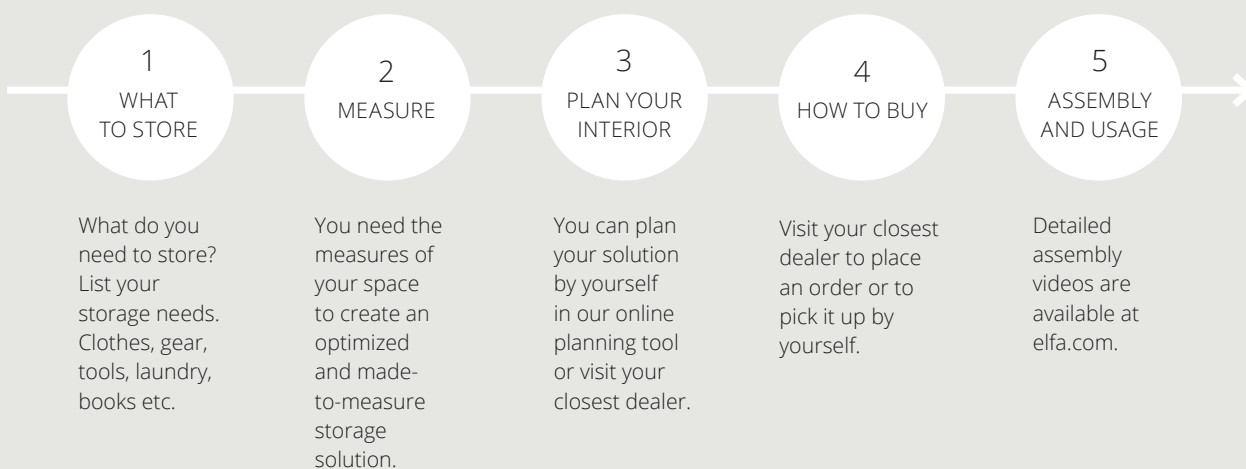 1
WHAT
TO STORE
2
MEASURE
3
PLAN YOUR
INTERIOR
4
HOW TO BUY
5
ASSEMBLY
AND USAGE
What do you
need to store?
List your
storage needs.
Clothes, gear,
tools, laundry,
books etc.
You need the
measures of
your space
to create an
optimized
and made-
to-measure
storage
solution.
You can plan
your solution
by yourself
in our online
planning tool
or visit your
closest dealer.
Visit your closest
dealer to place
an order or to
pick it up by
yourself.
Detailed
assembly
videos are
available at
elfa.com.